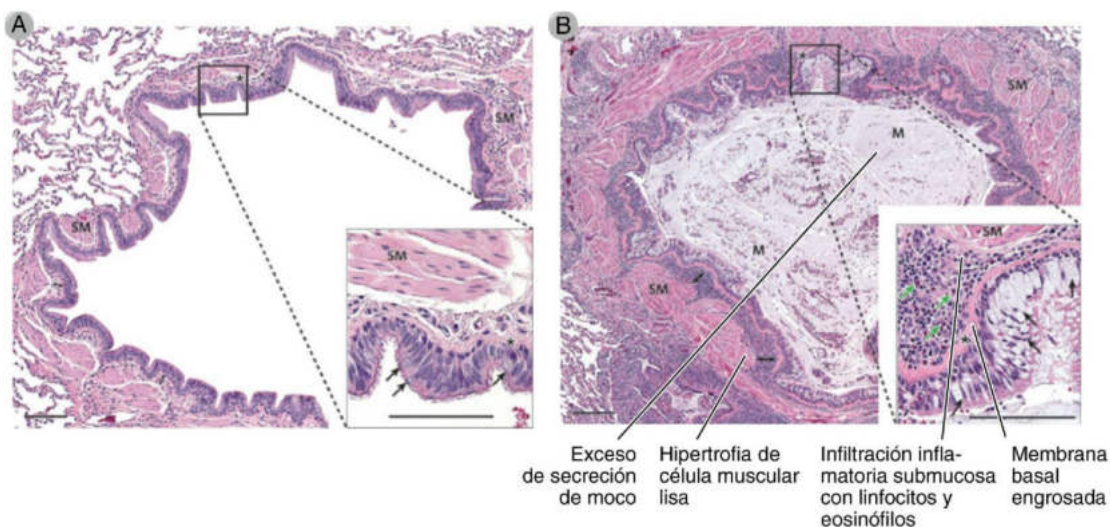 A
SM
SM
SM
B
SM
M
M
SM
SM
Exceso
de secreción
de moco
Hipertrofia de
célula muscular
lisa
Infiltración infla-
matoria submucosa
con linfocitos y
eosinófilos
Membrana
basal
engrosada